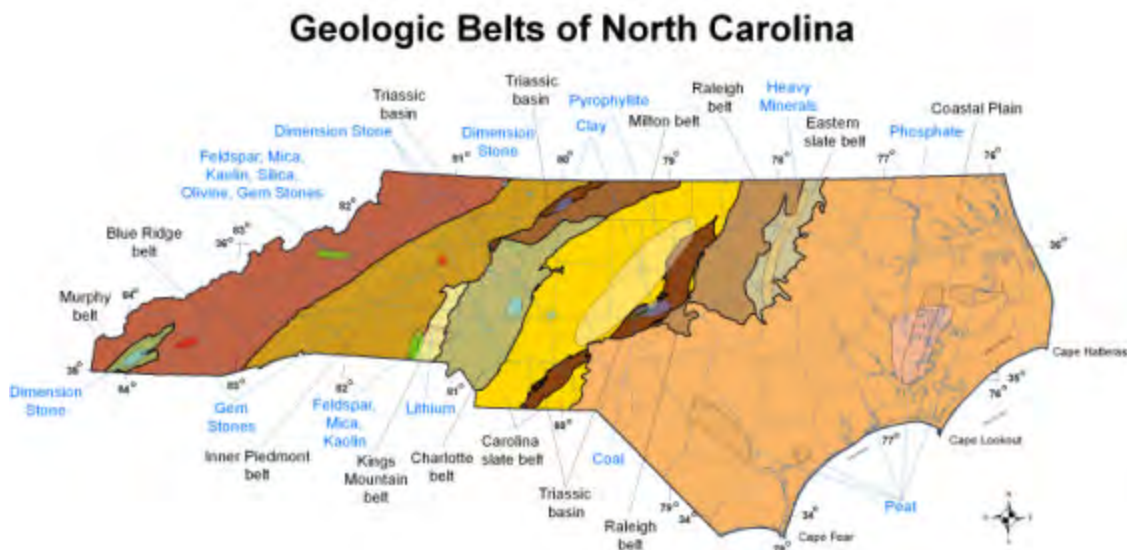 Geologic Belts of North Carolina
Triassic
basin
Triassic
basin
Pyrophyllite
Clay
Milton belt
Raleigh
belt
Heavy
Minerals
Eastern
slate belt
Coastal Plain
Phosphate
Dimension Stone
Dimension
Stone
Feldspar, Mica,
Kaolin, Silica,
Olivine, Gem Stones
81°
80°
79°
78°
77°
76°
82°
83°
36°
36°
Blue Ridge
belt
Murphy
belt
84°
35°
84°
83°
82°
81°
80°
Dimension
Stone
Gem
Stones
Inner Piedmont
belt
Feldspar,
Mica,
Kaolin
Kings
Mountain
belt
Lithium
Charlotte
belt
Carolina
slate belt
Triassic
basin
Coal
Raleigh
belt
79°
34°
34°
78°
Cape Fear
Peat
77°
Cape Lookout
76°
35°
Cape Hatteras